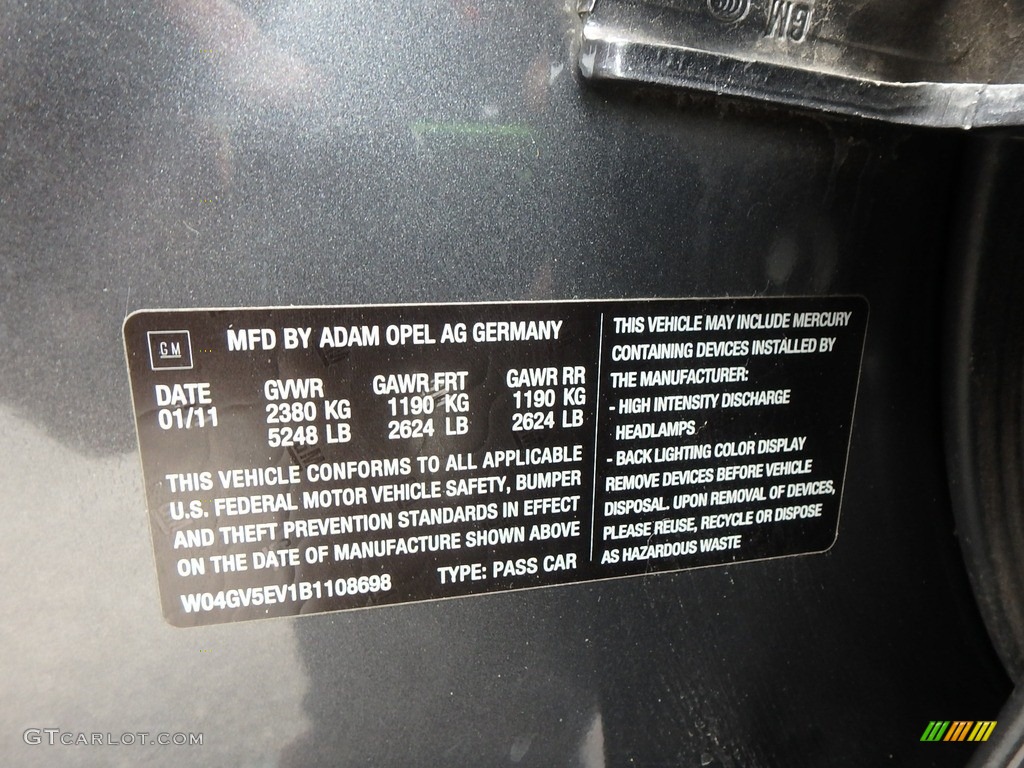 GM
GM
MFD BY ADAM OPEL AG GERMANY
DATE GVWR GAWR FRT GAWR RR
01/11 2380 KG 1190 KG 1190 KG
5248 LB 2624 LB 2624 LB
THIS VEHICLE CONFORMS TO ALL APPLICABLE
U.S. FEDERAL MOTOR VEHICLE SAFETY, BUMPER
AND THEFT PREVENTION STANDARDS IN EFFECT
ON THE DATE OF MANUFACTURE SHOWN ABOVE
W04GV5EV1B1108698 TYPE: PASS CAR
THIS VEHICLE MAY INCLUDE MERCURY
CONTAINING DEVICES INSTALLED BY
THE MANUFACTURER:
- HIGH INTENSITY DISCHARGE
HEADLAMPS
- BACK LIGHTING COLOR DISPLAY
REMOVE DEVICES BEFORE VEHICLE
DISPOSAL. UPON REMOVAL OF DEVICES,
PLEASE REUSE, RECYCLE OR DISPOSE
AS HAZARDOUS WASTE
GTCARLOT.COM